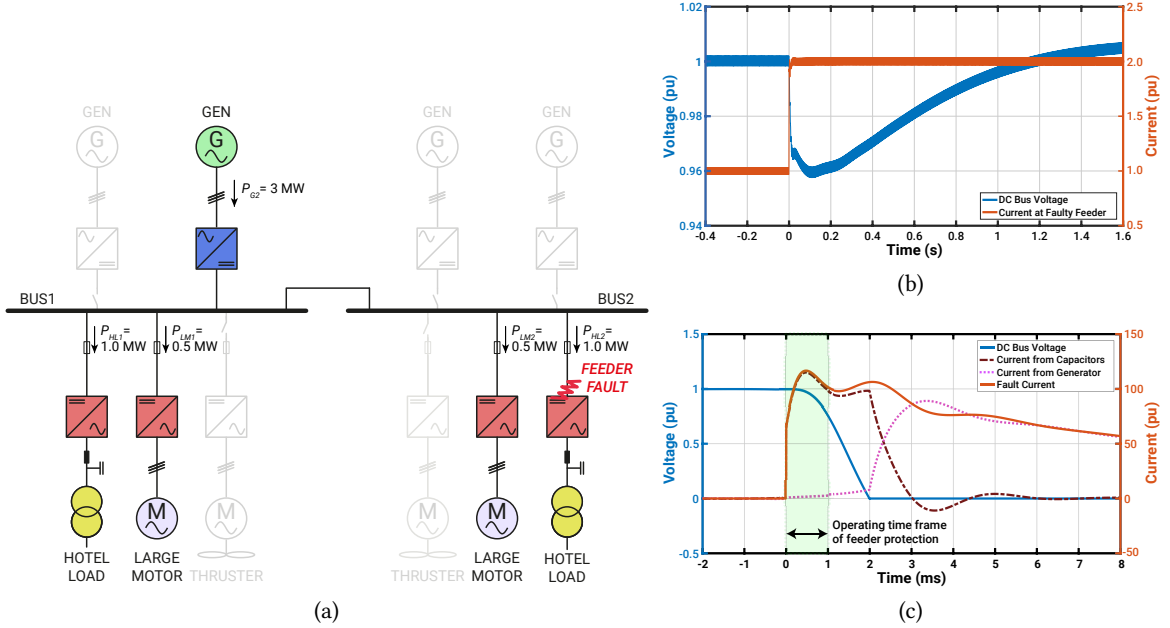 GEN
GEN
GEN
GEN
G
G
G
G
P_G2= 3 MW
BUS1
BUS2
P_HL1=
1.0 MW
P_LM1=
0.5 MW
P_LM2=
0.5 MW
P_HL2=
1.0 MW
FEEDER
FAULT
M
M
M
M
HOTEL
LOAD
LARGE
MOTOR
THRUSTER
THRUSTER
LARGE
MOTOR
HOTEL
LOAD
(a)
1.02
1
0.98
0.96
0.94
Voltage (pu)
2.5
2.0
1.5
1.0
0.5
Current (pu)
DC Bus Voltage
Current at Faulty Feeder
-0.4 -0.2 0 0.2 0.4 0.6 0.8 1 1.2 1.4 1.6
Time (s)
(b)
1.5
1
0.5
0
-0.5
Voltage (pu)
150
100
50
0
-50
Current (pu)
DC Bus Voltage
Current from Capacitors
Current from Generator
Fault Current
Operating time frame
of feeder protection
-2 -1 0 1 2 3 4 5 6 7 8
Time (ms)
(c)